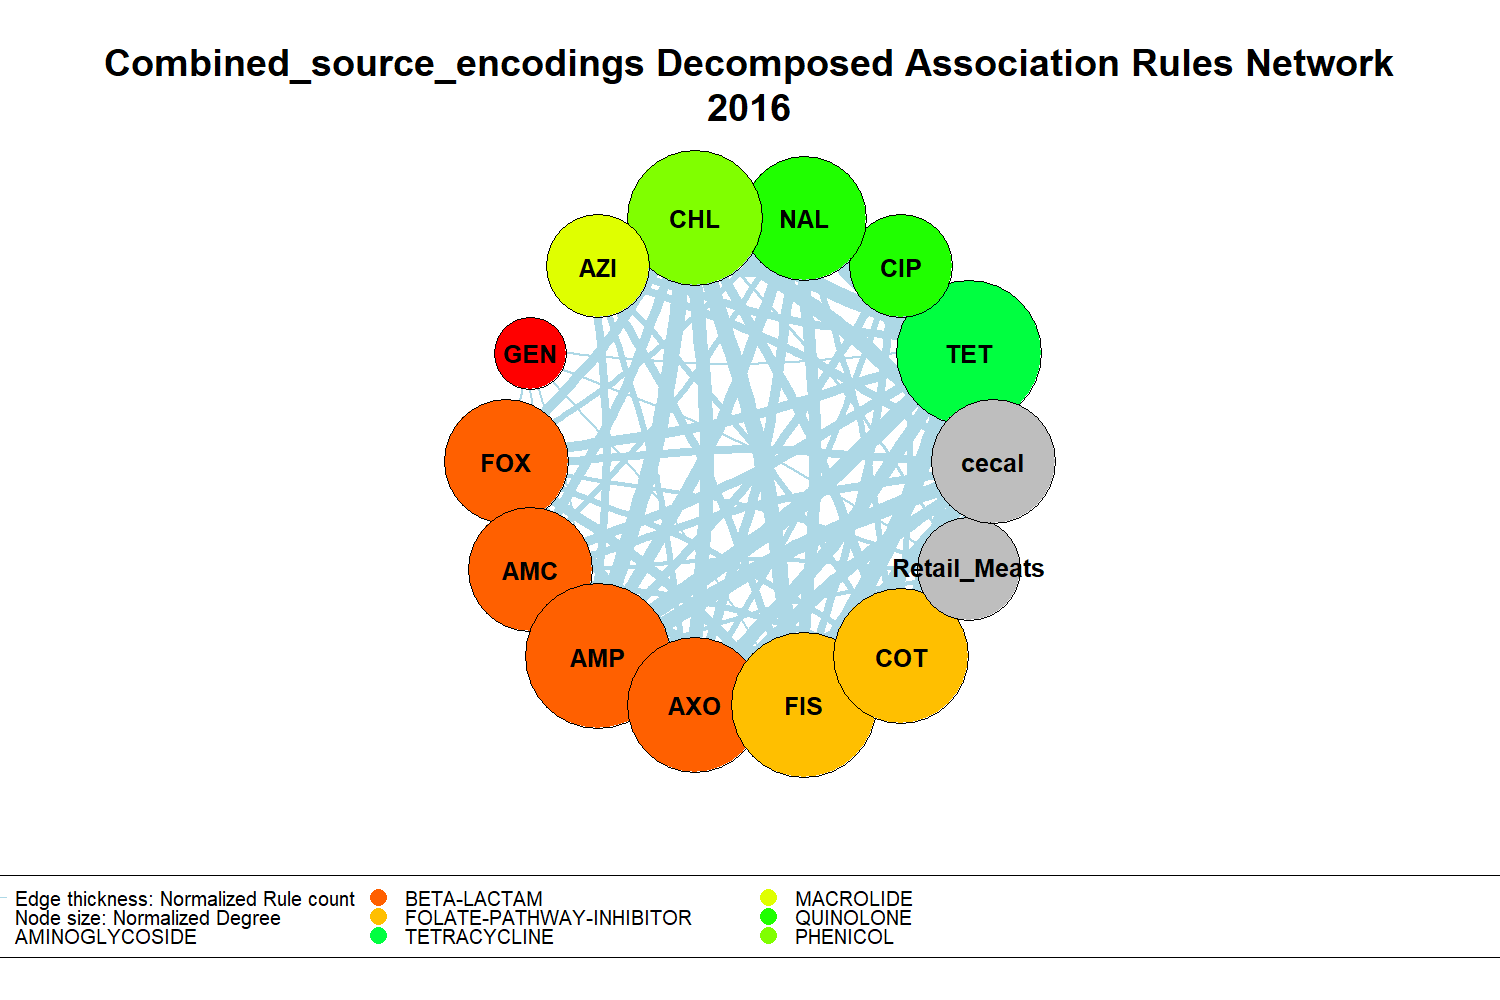 Combined_source_encodings Decomposed Association Rules Network
2016
CHL
NAL
AZI
CIP
GEN
TET
FOX
cecal
AMC
Retail_Meats
AMP
COT
AXO
FIS
Edge thickness: Normalized Rule count
Node size: Normalized Degree
AMINOGLYCOSIDE
BETA-LACTAM
FOLATE-PATHWAY-INHIBITOR
TETRACYCLINE
MACROLIDE
QUINOLONE
PHENICOL